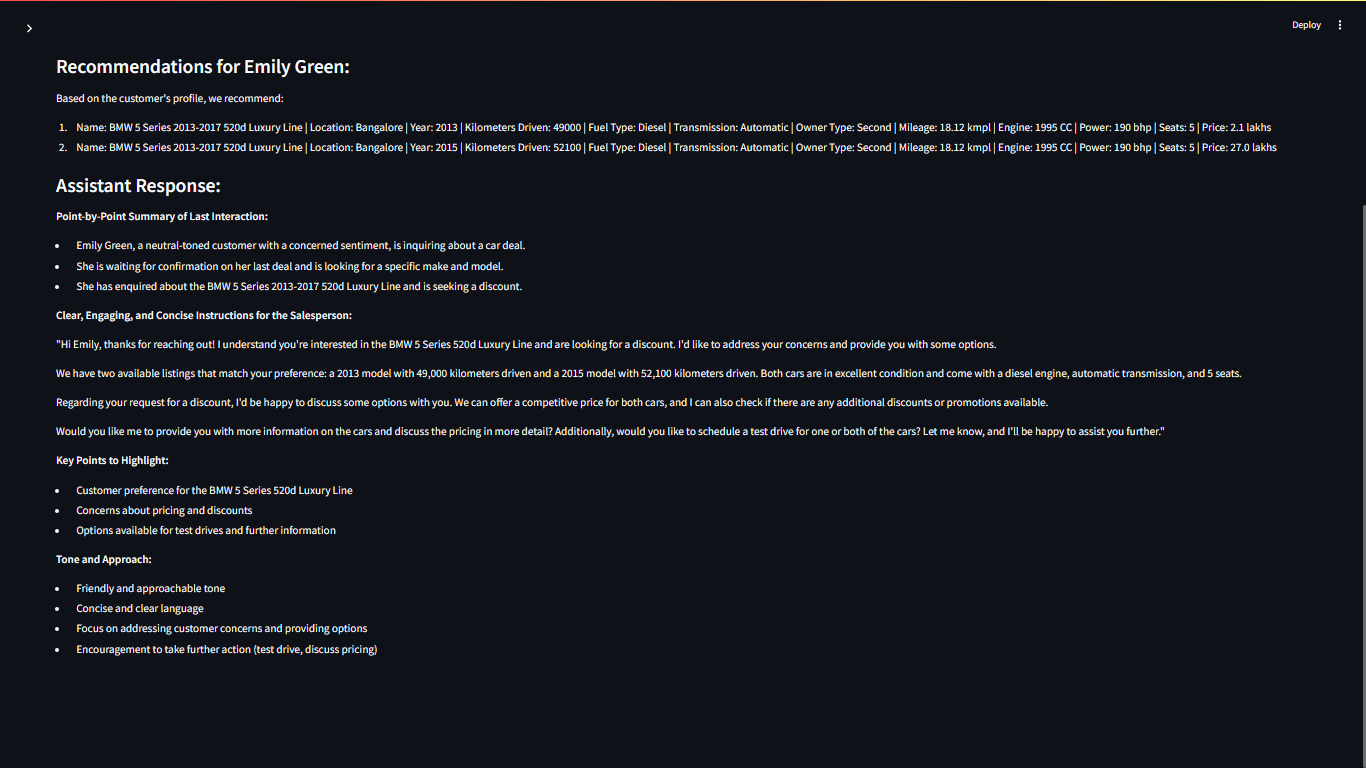 Deploy
Recommendations for Emily Green:
Based on the customer's profile, we recommend:
1. Name: BMW 5 Series 2013-2017 520d Luxury Line | Location: Bangalore | Year: 2013 | Kilometers Driven: 49000 | Fuel Type: Diesel | Transmission: Automatic | Owner Type: Second | Mileage: 18.12 kmpl | Engine: 1995 CC | Power: 190 bhp | Seats: 5 | Price: 2.1 lakhs
2. Name: BMW 5 Series 2013-2017 520d Luxury Line | Location: Bangalore | Year: 2015 | Kilometers Driven: 52100 | Fuel Type: Diesel | Transmission: Automatic | Owner Type: Second | Mileage: 18.12 kmpl | Engine: 1995 CC | Power: 190 bhp | Seats: 5 | Price: 27.0 lakhs
Assistant Response:
Point-by-Point Summary of Last Interaction:
• Emily Green, a neutral-toned customer with a concerned sentiment, is inquiring about a car deal.
• She is waiting for confirmation on her last deal and is looking for a specific make and model.
• She has enquired about the BMW 5 Series 2013-2017 520d Luxury Line and is seeking a discount.
Clear, Engaging, and Concise Instructions for the Salesperson:
"Hi Emily, thanks for reaching out! I understand you're interested in the BMW 5 Series 520d Luxury Line and are looking for a discount. I'd like to address your concerns and provide you with some options.
We have two available listings that match your preference: a 2013 model with 49,000 kilometers driven and a 2015 model with 52,100 kilometers driven. Both cars are in excellent condition and come with a diesel engine, automatic transmission, and 5 seats.
Regarding your request for a discount, I'd be happy to discuss some options with you. We can offer a competitive price for both cars, and I can also check if there are any additional discounts or promotions available.
Would you like me to provide you with more information on the cars and discuss the pricing in more detail? Additionally, would you like to schedule a test drive for one or both of the cars? Let me know, and I'll be happy to assist you further."
Key Points to Highlight:
• Customer preference for the BMW 5 Series 520d Luxury Line
• Concerns about pricing and discounts
• Options available for test drives and further information
Tone and Approach:
• Friendly and approachable tone
• Concise and clear language
• Focus on addressing customer concerns and providing options
• Encouragement to take further action (test drive, discuss pricing)